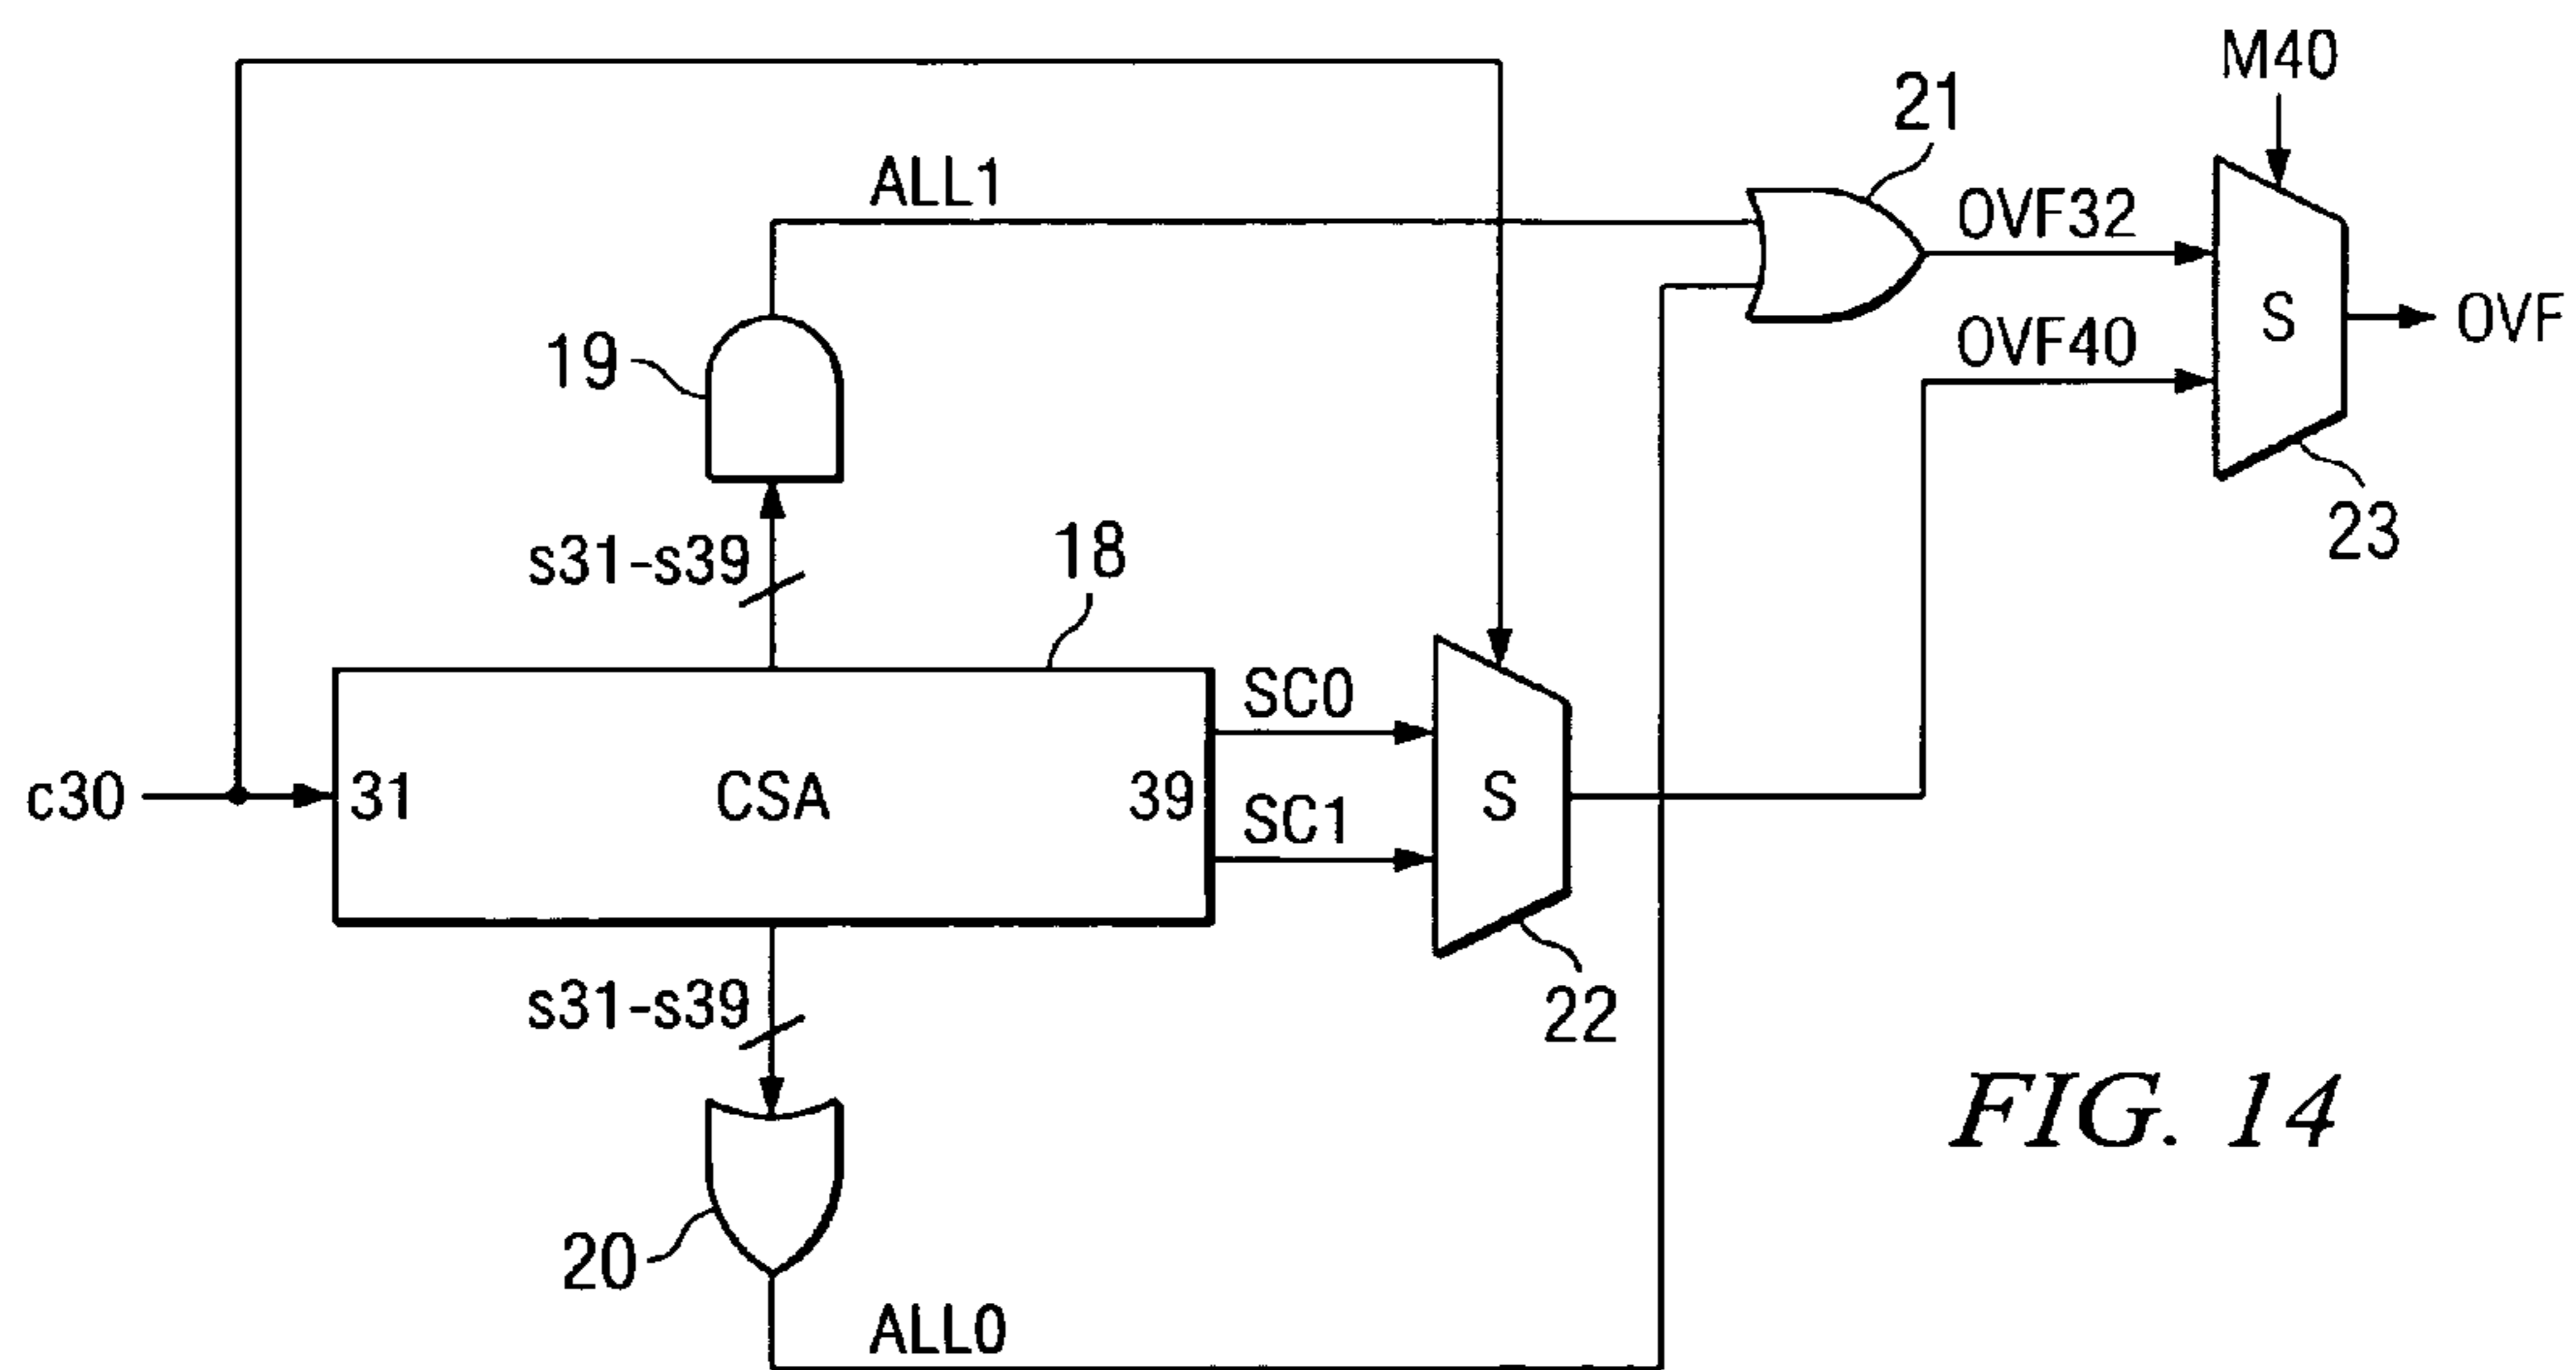 M40
21
ALL1
OVF32
19
S
OVF
OVF40
23
s31-s39
18
SC0
c30
31
CSA
39
S
SC1
s31-s39
22
20
FIG. 14
ALL0